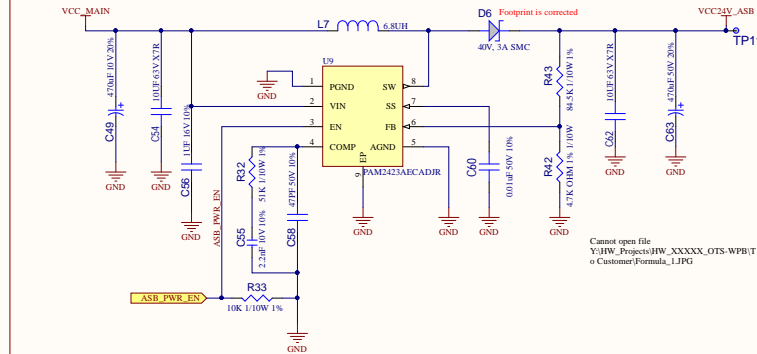 VCC_MAIN
L7
6.8UH
D6
Footprint is corrected
40V, 3A SMC
VCC24V_ASB
TP1
470uF 10V 20%
C49
GND
10UF 63V X7R
C54
GND
1UF 16V 10%
C56
GND
GND
U9
1
PGND
2
VIN
3
EN
4
COMP
SW
8
SS
7
FB
6
AGND
5
EP
9
PAM2423AECADJR
GND
GND
C60
0.01uF 50V 10%
GND
R43
84.5K 1/10W 1%
R42
4.7K OHM 1% 1/10W
GND
10UF 63V X7R
C62
GND
470uF 50V 20%
C63
GND
R32
51K 1/10W 1%
C55
2.2nF 10V 10%
47PF 50V 10%
C58
ASB_PWR_EN
ASB_PWR_EN
R33
10K 1/10W 1%
GND
Cannot open file
Y:\HW_Projects\HW_XXXXX_OTS-WPB\T
o Customer\Formula_1.JPG